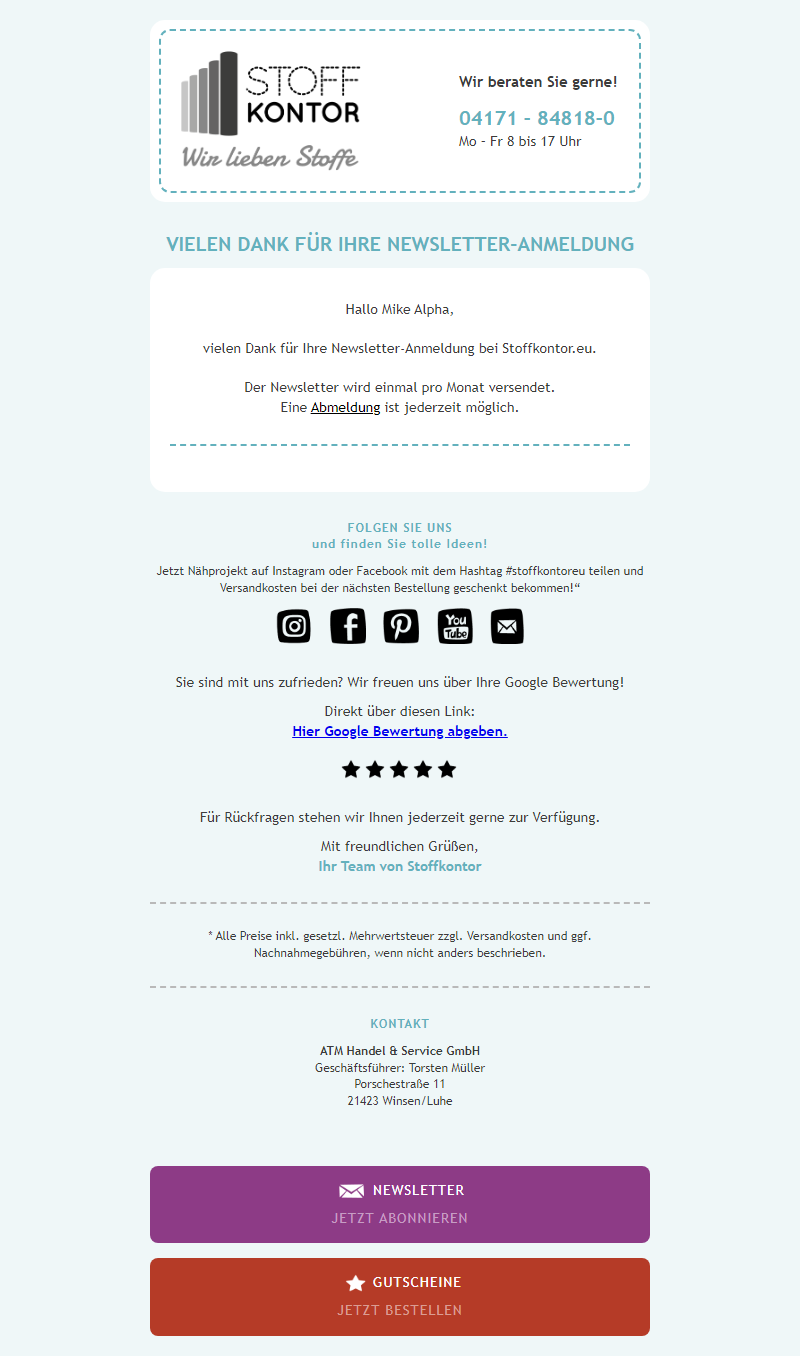 STOFF
KONTOR
Wir lieben Stoffe
Wir beraten Sie gerne!
04171 - 84818-0
Mo - Fr 8 bis 17 Uhr
VIELEN DANK FÜR IHRE NEWSLETTER-ANMELDUNG
Hallo Mike Alpha,
vielen Dank für Ihre Newsletter-Anmeldung bei Stoffkontor.eu.
Der Newsletter wird einmal pro Monat versendet.
Eine Abmeldung ist jederzeit möglich.
FOLGEN SIE UNS
und finden Sie tolle Ideen!
Jetzt Nähprojekt auf Instagram oder Facebook mit dem Hashtag #stoffkontoreu teilen und
Versandkosten bei der nächsten Bestellung geschenkt bekommen!“
You
Tube
Sie sind mit uns zufrieden? Wir freuen uns über Ihre Google Bewertung!
Direkt über diesen Link:
Hier Google Bewertung abgeben.
Für Rückfragen stehen wir Ihnen jederzeit gerne zur Verfügung.
Mit freundlichen Grüßen,
Ihr Team von Stoffkontor
* Alle Preise inkl. gesetzl. Mehrwertsteuer zzgl. Versandkosten und ggf.
Nachnahmegebühren, wenn nicht anders beschrieben.
KONTAKT
ATM Handel & Service GmbH
Geschäftsführer: Torsten Müller
Porschestraße 11
21423 Winsen/Luhe
NEWSLETTER
JETZT ABONNIEREN
GUTSCHEINE
JETZT BESTELLEN